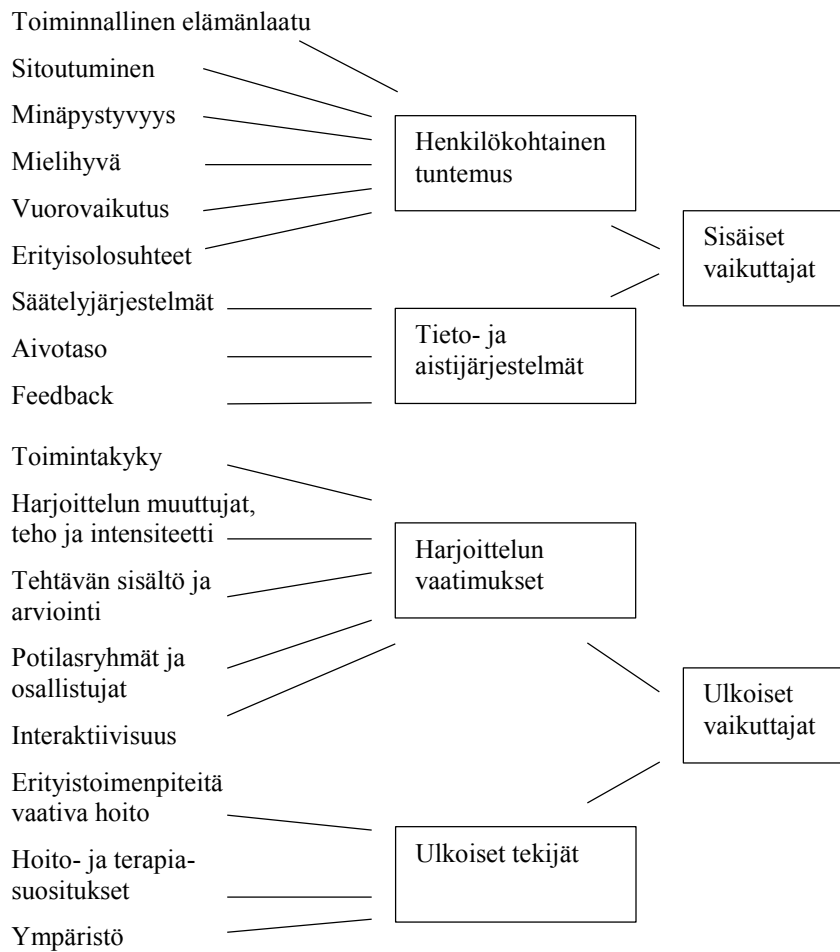 Toiminnallinen elämänlaatu
Sitoutuminen
Minäpystyvyys
Mielihyvä
Vuorovaikutus
Erityisolosuhteet
Säätelyjärjestelmät
Aivotaso
Feedback
Toimintakyky
Harjoittelun muuttujat,
teho ja intensiteetti
Tehtävän sisältö ja
arviointi
Potilasryhmät ja
osallistujat
Interaktiivisuus
Erityistoimenpiteitä
vaativa hoito
Hoito- ja terapia-
suositukset
Ympäristö
Henkilökohtainen
tuntemus
Tieto- ja
aistijärjestelmät
Harjoittelun
vaatimukset
Ulkoiset tekijät
Sisäiset
vaikuttajat
Ulkoiset
vaikuttajat